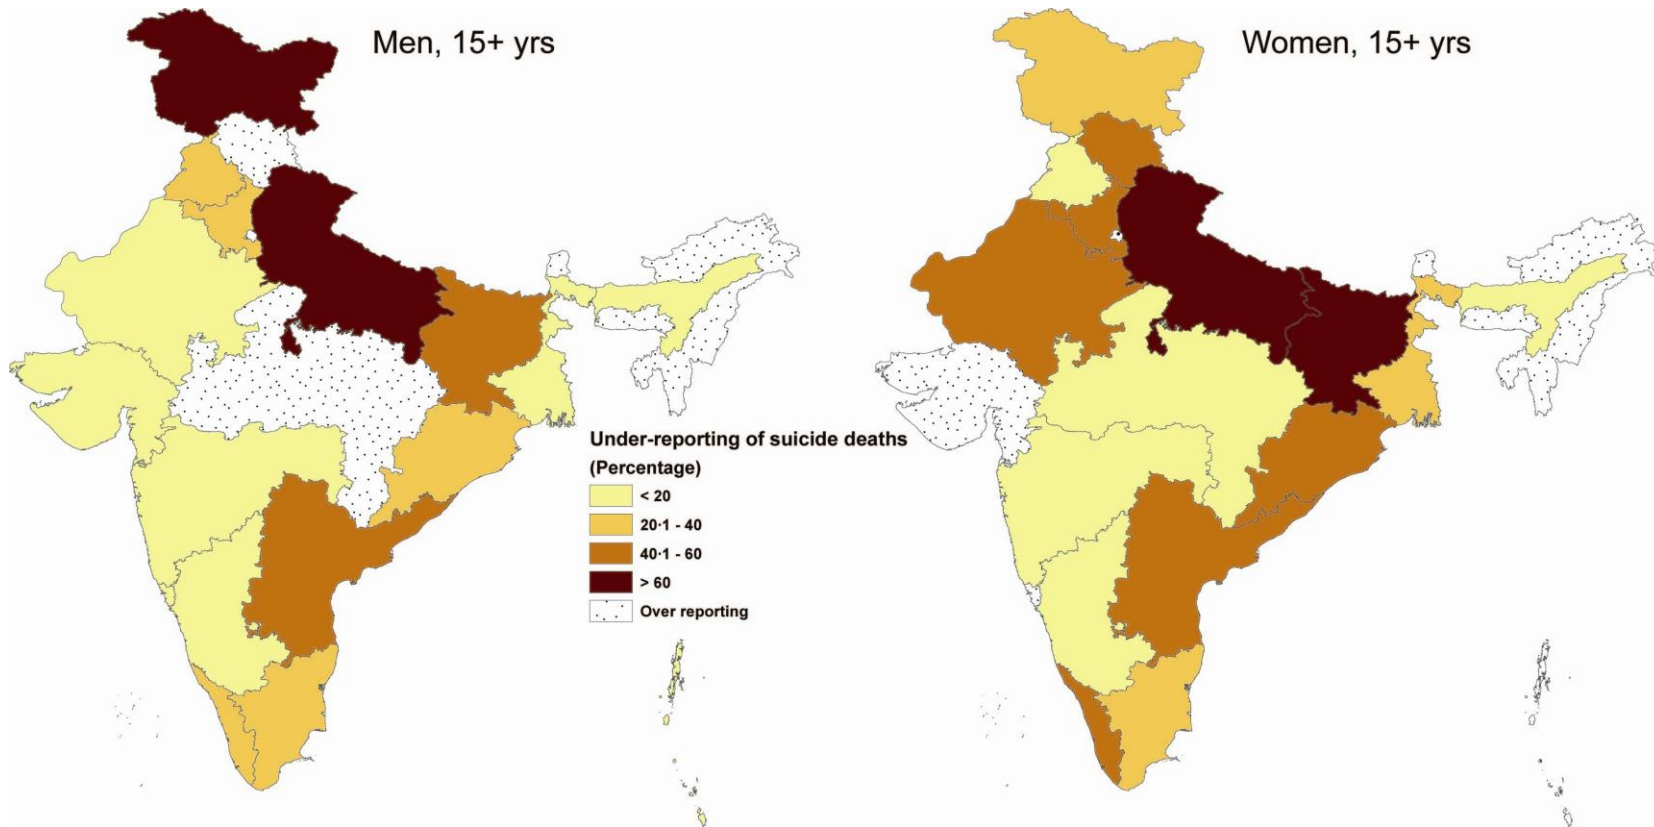 Men, 15+ yrs
Women, 15+ yrs
Under-reporting of suicide deaths
(Percentage)
< 20
20·1 - 40
40·1 - 60
> 60
Over reporting